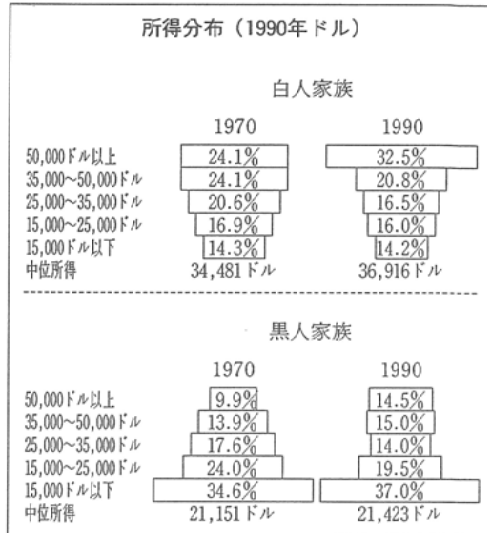 所得分布（1990年ドル）
白人家族
1970 1990
50,000ドル以上 24.1% 32.5%
35,000〜50,000ドル 24.1% 20.8%
25,000〜35,000ドル 20.6% 16.5%
15,000〜25,000ドル 16.9% 16.0%
15,000ドル以下 14.3% 14.2%
中位所得 34,481ドル 36,916ドル
黒人家族
1970 1990
50,000ドル以上 9.9% 14.5%
35,000〜50,000ドル 13.9% 15.0%
25,000〜35,000ドル 17.6% 14.0%
15,000〜25,000ドル 24.0% 19.5%
15,000ドル以下 34.6% 37.0%
中位所得 21,151ドル 21,423ドル